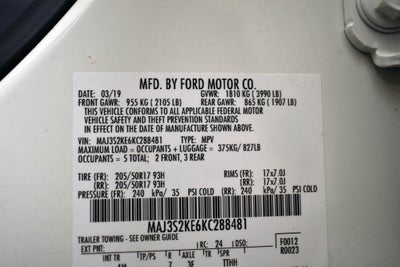 MFD. BY FORD MOTOR CO.
DATE: 03/19 GVWR: 1810 KG ( 3990 LB)
FRONT GAWR: 955 KG ( 2105 LB) REAR GAWR: 865 KG ( 1907 LB)
THIS VEHICLE CONFORMS TO ALL APPLICABLE FEDERAL MOTOR
VEHICLE SAFETY AND THEFT PREVENTION STANDARDS
IN EFFECT ON THE DATE OF MANUFACTURE SHOWN ABOVE.
VIN: MAJ3S2KE6KC288481 TYPE: MPV
MAXIMUM LOAD = OCCUPANTS + LUGGAGE = 375KG/ 827LB
OCCUPANTS = 5 TOTAL; 2 FRONT, 3 REAR
TIRE (FR): 205/50R17 93H RIMS (FR): 17x7.0J
(RR): 205/50R17 93H (RR): 17x7.0J
PRESSURE (FR): 240 kPa/ 35 PSI COLD (RR): 240 kPa/ 35 PSI COLD
MAJ3S2KE6KC288481
TRAILER TOWING - SEE OWNER GUIDE
RC: 24 DSO: F0012
INT TR TP/PS R AXLE TR SPR R0023
TTHH